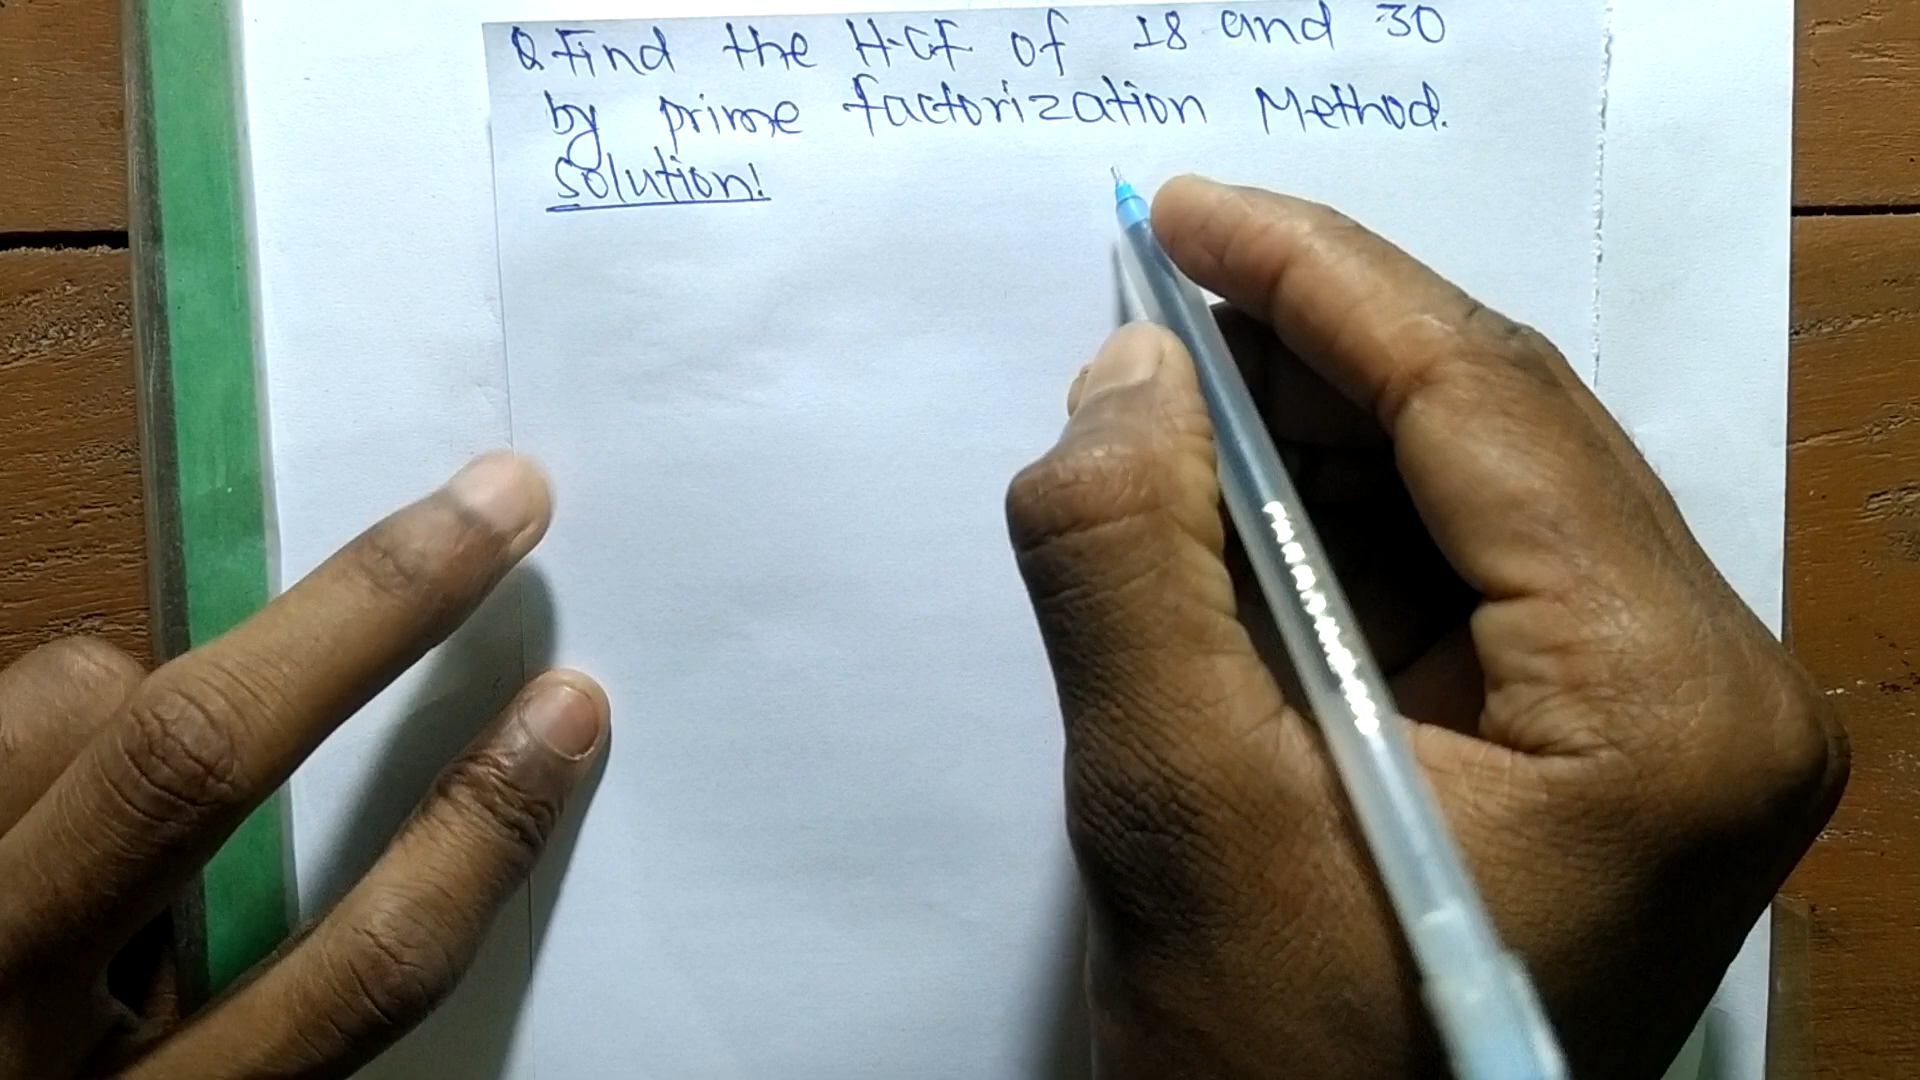 Q Find the H.C.F of 18 and 30
by prime factorization Method.
Solution!